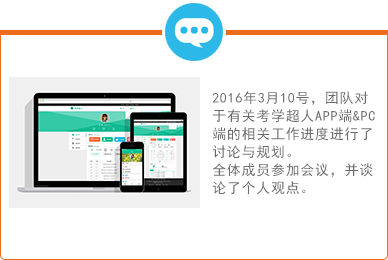 2016年3月10号，团队对
于有关考学超人APP端&PC
端的相关工作进度进行了
讨论与规划。
全体成员参加会议，并谈
论了个人观点。